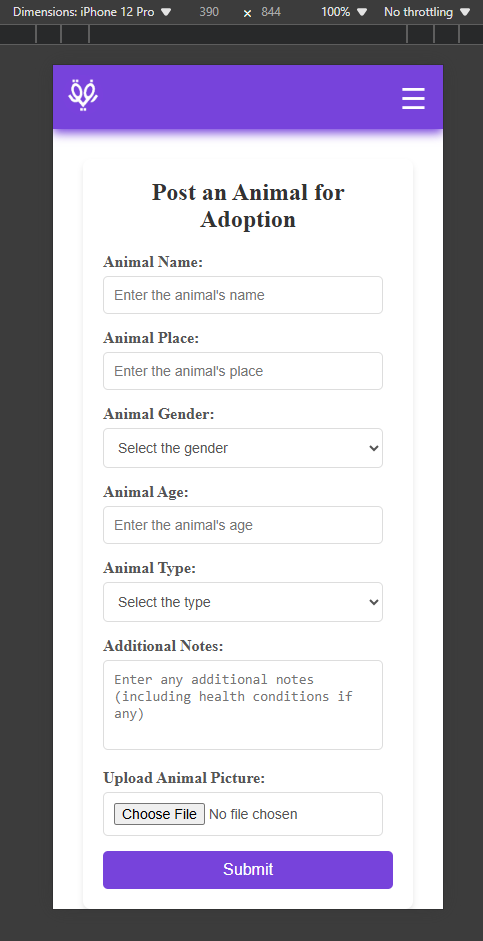 Dimensions: iPhone 12 Pro 390 × 844 100% No throttling
Post an Animal for
Adoption
Animal Name:
Enter the animal's name
Animal Place:
Enter the animal's place
Animal Gender:
Select the gender
Animal Age:
Enter the animal's age
Animal Type:
Select the type
Additional Notes:
Enter any additional notes
(including health conditions if
any)
Upload Animal Picture:
Choose File No file chosen
Submit